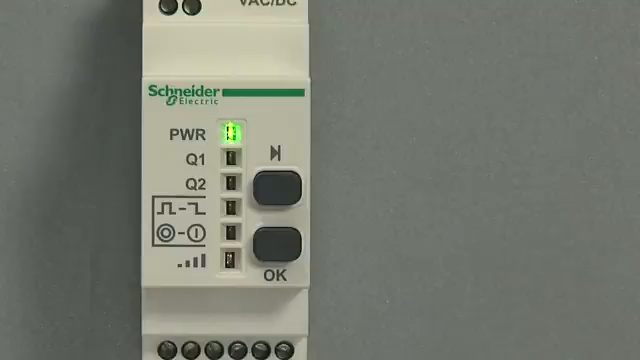 VAC/DC
Schneider
Electric
PWR
Q1
Q2
OK